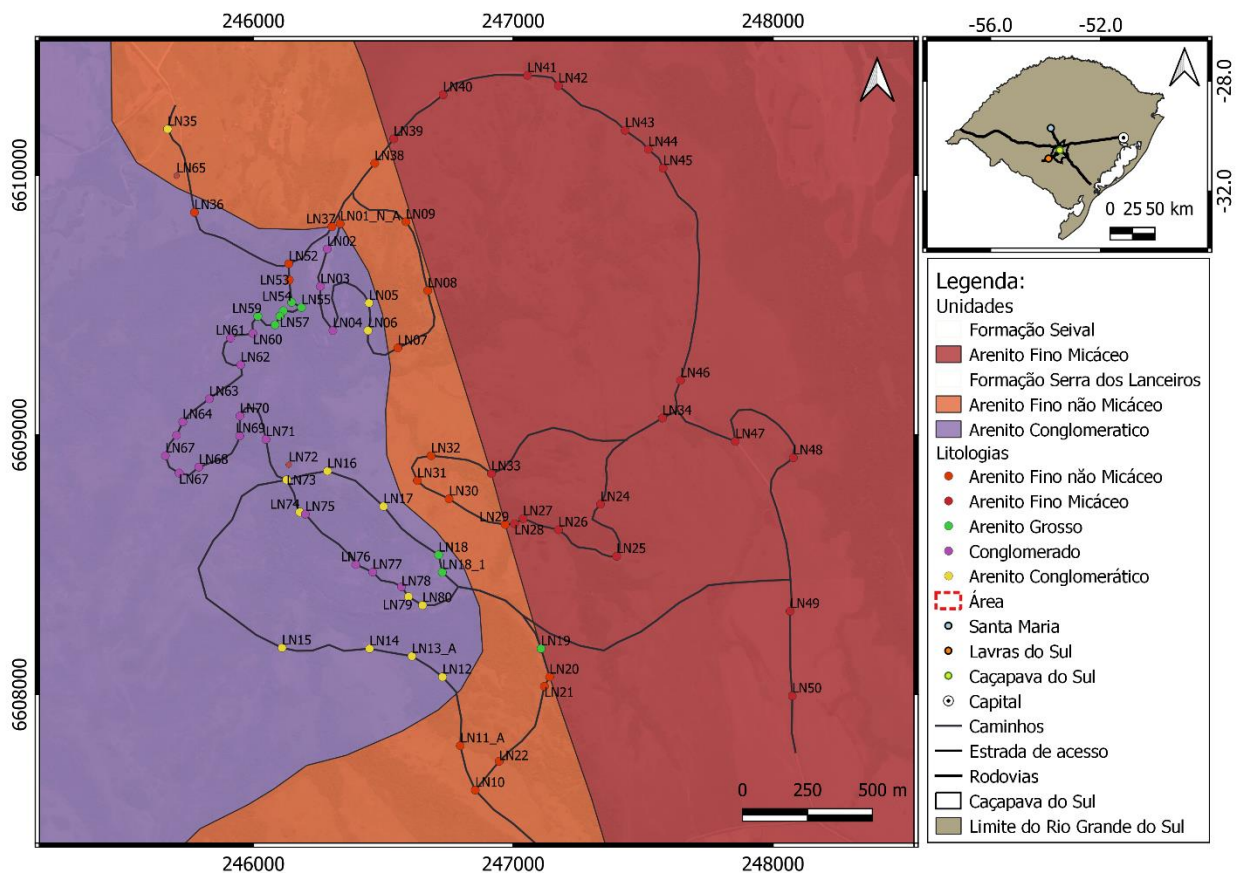 246000 247000 248000
6610000
6609000
6608000
LN41
LN42
LN40
LN43
LN44
LN45
LN39
LN38
LN35
LN65
LN36
LN37 LN01_N_A
LN09
LN02
LN52
LN53
LN03
LN08
LN54 LN55
LN05
LN59
LN57
LN04
LN06
LN61
LN60
LN07
LN62
LN46
LN63
LN64
LN70
LN34
LN67
LN69
LN71
LN47
LN68
LN67
LN72
LN73
LN16
LN32
LN33
LN48
LN31
LN30
LN74
LN75
LN17
LN29
LN28
LN27
LN26
LN24
LN25
LN18
LN18_1
LN76
LN77
LN78
LN79
LN80
LN49
LN15
LN14
LN13_A
LN12
LN19
LN20
LN21
LN50
LN11_A
LN22
LN10
0 250 500 m
246000 247000 248000
-56.0 -52.0
-28.0
-32.0
0 25 50 km
Legenda:
Unidades
Formação Seival
Arenito Fino Micáceo
Formação Serra dos Lanceiros
Arenito Fino não Micáceo
Arenito Conglomeratico
Litologias
Arenito Fino năo Micáceo
Arenito Fino Micáceo
Arenito Grosso
Conglomerado
Arenito Conglomerático
Área
Santa Maria
Lavras do Sul
Caçapava do Sul
Capital
Caminhos
Estrada de acesso
Rodovias
Caçapava do Sul
Limite do Rio Grande do Sul